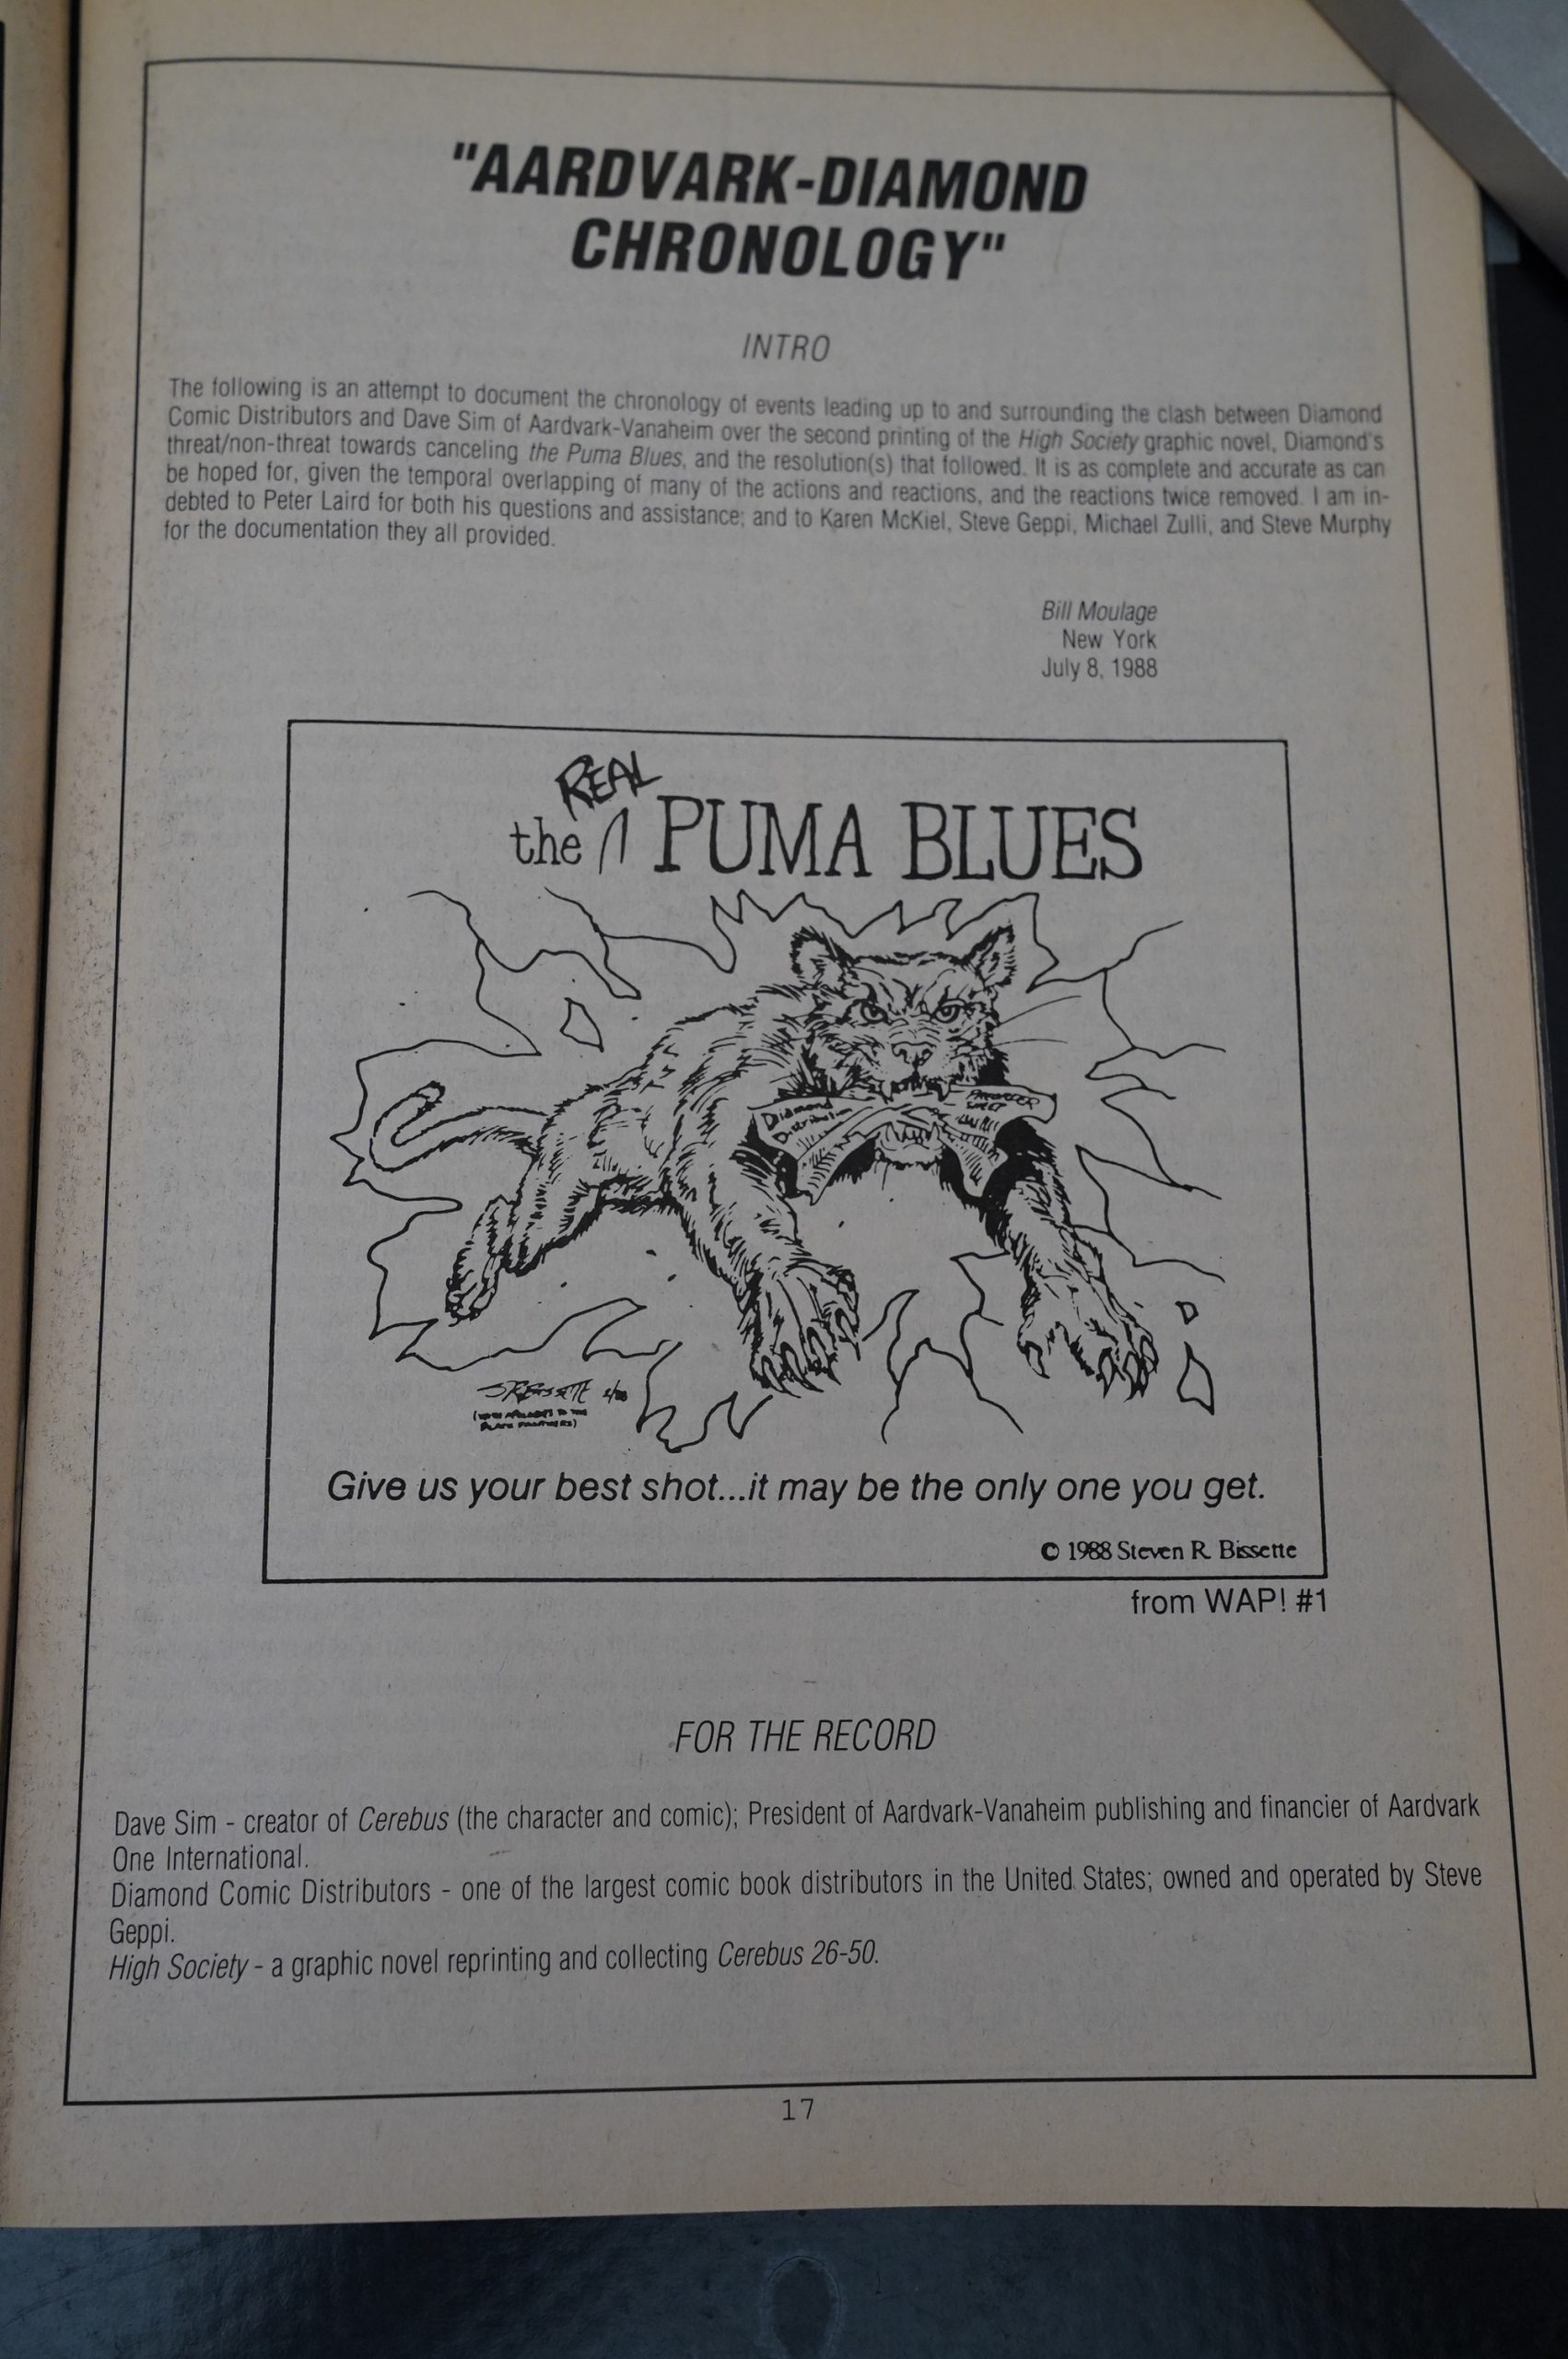 "AARDVARK-DIAMOND
CHRONOLOGY"
INTRO
The following is an attempt to document the chronology of events leading up to and surrounding the clash between Diamond
Comic Distributors and Dave Sim of Aardvark-Vanaheim over the second printing of the High Society graphic novel, Diamond's
threat/non-threat towards canceling the Puma Blues, and the resolution(s) that followed. It is as complete and accurate as can
be hoped for, given the temporal overlapping of many of the actions and reactions, and the reactions twice removed. I am in-
debted to Peter Laird for both his questions and assistance; and to Karen McKiel, Steve Geppi, Michael Zulli, and Steve Murphy
for the documentation they all provided.
Bill Moulage
New York
July 8, 1988
REAL
the PUMA BLUES
Diamond
Distribution
SRBissette
(with apologies to the
Black Panthers)
Give us your best shot...it may be the only one you get.
© 1988 Steven R. Bissette
from WAP! #1
FOR THE RECORD
Dave Sim - creator of Cerebus (the character and comic); President of Aardvark-Vanaheim publishing and financier of Aardvark
One International.
Diamond Comic Distributors - one of the largest comic book distributors in the United States; owned and operated by Steve
Geppi.
High Society - a graphic novel reprinting and collecting Cerebus 26-50.
17